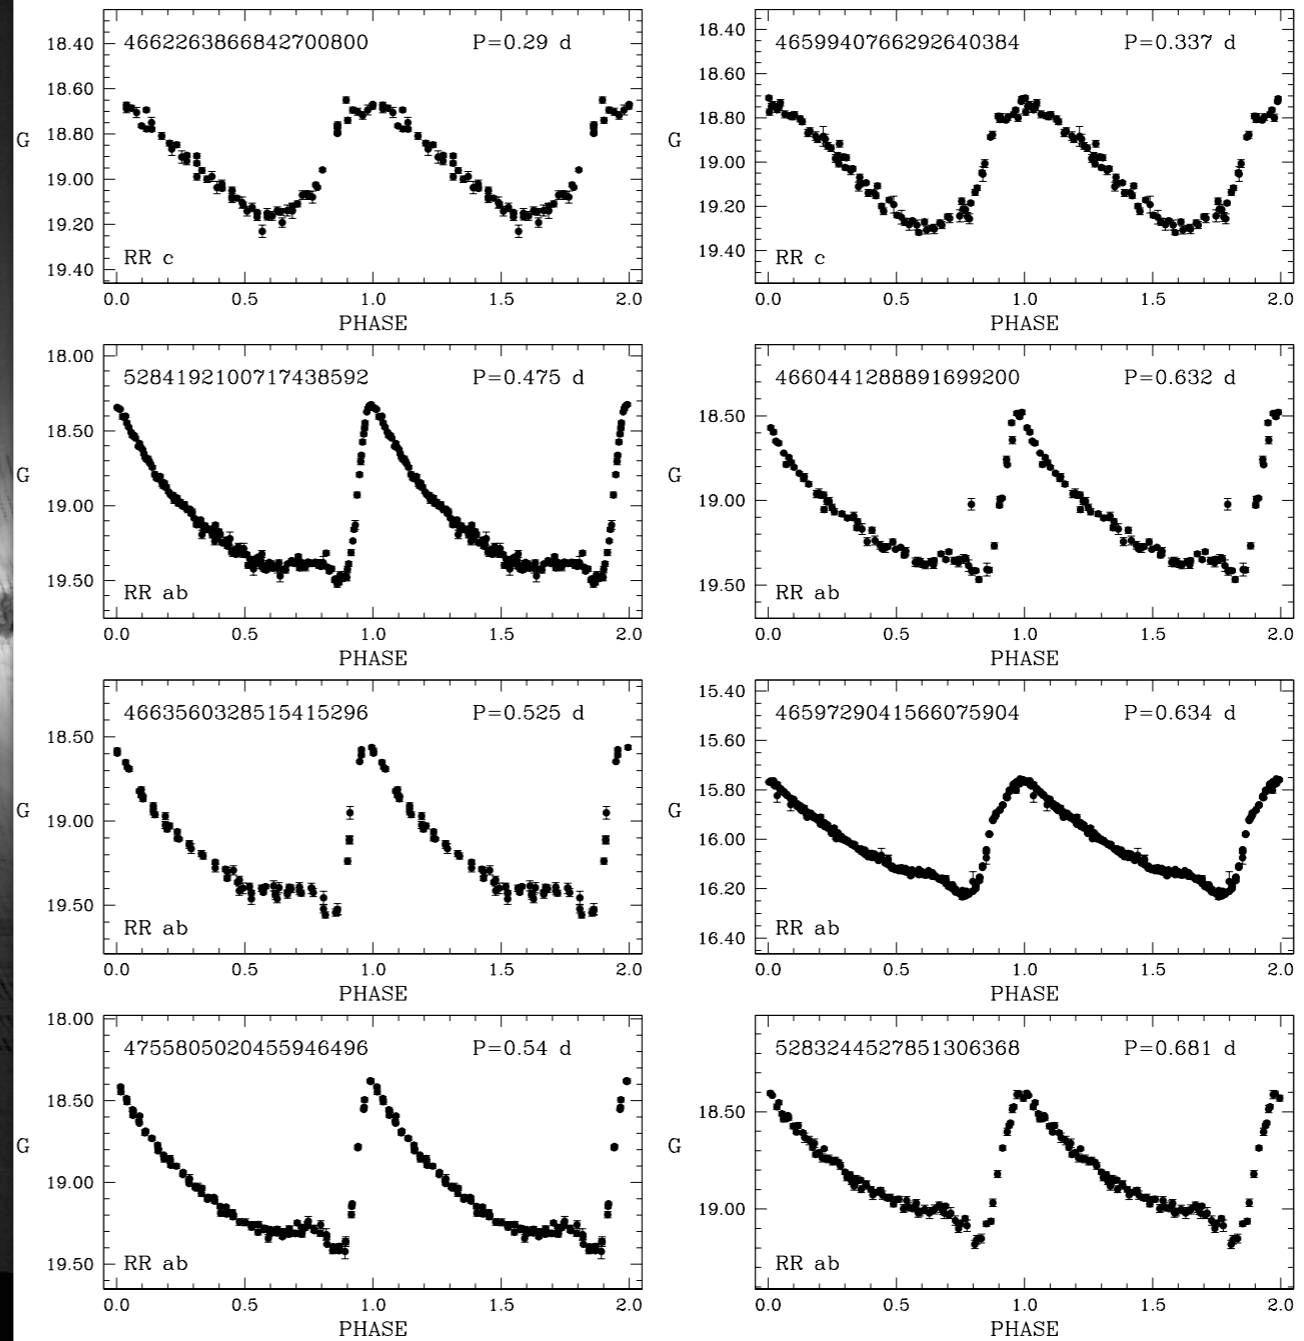 4662263866842700800 P=0.29 d
18.40
18.60
18.80
G
19.00
19.20
19.40
RR c
0.0 0.5 1.0 1.5 2.0
PHASE
4659940766292640384 P=0.337 d
18.40
18.60
18.80
G
19.00
19.20
19.40
RR c
0.0 0.5 1.0 1.5 2.0
PHASE
18.00
5284192100717438592 P=0.475 d
18.50
G
19.00
19.50
RR ab
0.0 0.5 1.0 1.5 2.0
PHASE
4660441288891699200 P=0.632 d
18.50
G
19.00
19.50
RR ab
0.0 0.5 1.0 1.5 2.0
PHASE
4663560328515415296 P=0.525 d
18.50
G
19.00
19.50
RR ab
0.0 0.5 1.0 1.5 2.0
PHASE
15.40
4659729041566075904 P=0.634 d
15.60
15.80
G
16.00
16.20
RR ab
16.40
0.0 0.5 1.0 1.5 2.0
PHASE
18.00
4755805020455946496 P=0.54 d
18.50
G
19.00
19.50
RR ab
0.0 0.5 1.0 1.5 2.0
PHASE
5283244527851306368 P=0.681 d
18.50
G
19.00
RR ab
0.0 0.5 1.0 1.5 2.0
PHASE